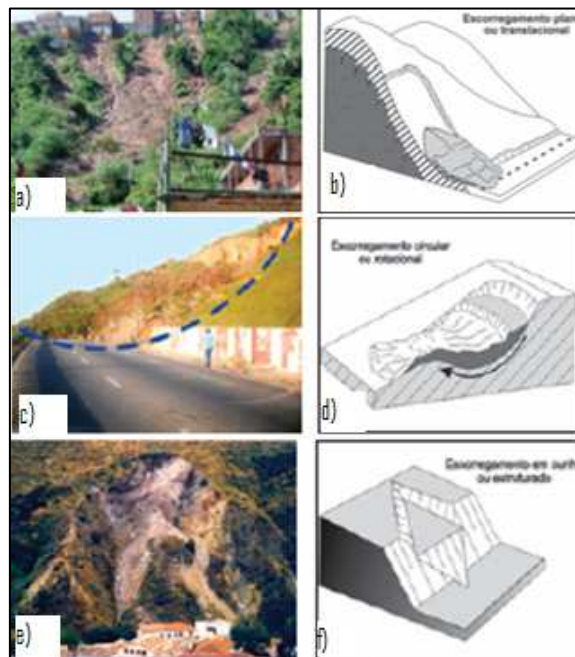 a)
Escorregamento plan
ou translacional
b)
c)
Escorregamento circular
ou rotacional
d)
e)
Escorregamento em
ou estruturado
f)